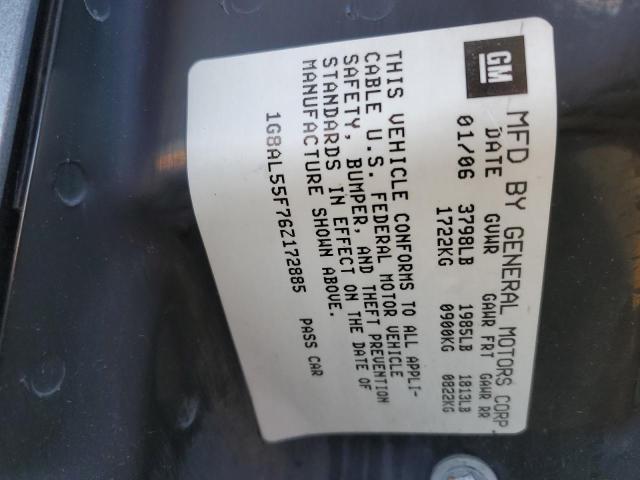 GM
MFD BY GENERAL MOTORS CORP.
DATE GVWR GAWR FRT GAWR RR
01/06 3798LB 1985LB 1813LB
1722KG 0900KG 0822KG
THIS VEHICLE CONFORMS TO ALL APPLI-
CABLE U.S. FEDERAL MOTOR VEHICLE
SAFETY, BUMPER, AND THEFT PREVENTION
STANDARDS IN EFFECT ON THE DATE OF
MANUFACTURE SHOWN ABOVE.
1G8AL55F76Z172885 PASS CAR